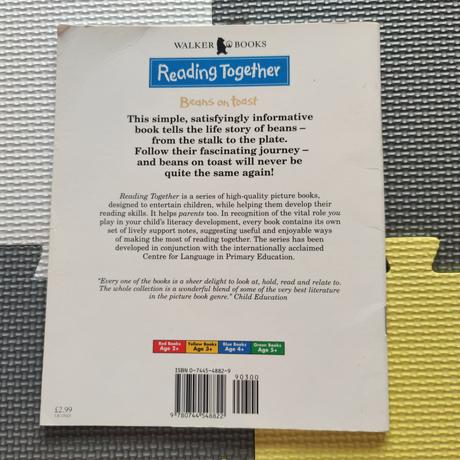 WALKER BOOKS
Reading Together
Beans on toast
This simple, satisfyingly informative
book tells the life story of beans –
from the stalk to the plate.
Follow their fascinating journey –
and beans on toast will never be
quite the same again!
Reading Together is a series of high-quality picture books,
designed to entertain children, while helping them develop their
reading skills. It helps parents too. In recognition of the vital role you
play in your child's literacy development, every book contains its own
set of lively support notes, suggesting useful and enjoyable ways
of making the most of reading together. The series has been
developed in conjunction with the internationally acclaimed
Centre for Language in Primary Education.
"Every one of the books is a sheer delight to look at, hold, read and relate to.
The whole collection is a wonderful blend of some of the very best literature
in the picture book genre." Child Education
Red Books Yellow Books Blue Books Green Books
Age 2+ Age 3+ Age 4+ Age 5+
ISBN 0-7445-4882-9
90300
9 780744 548822
£2.99